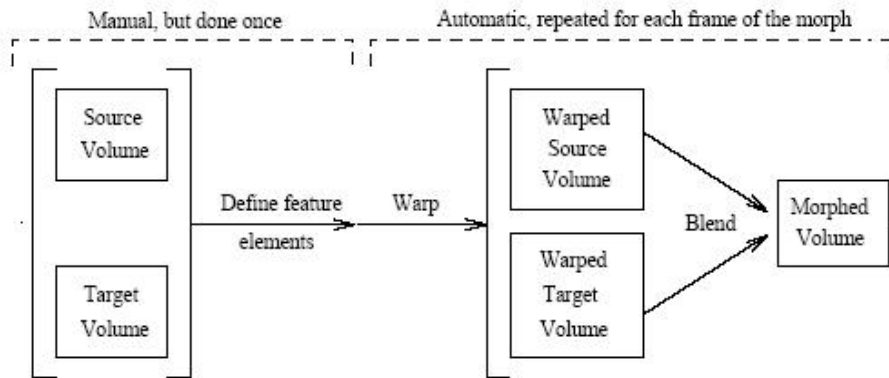 Manual, but done once
Automatic, repeated for each frame of the morph
Source
Volume
Target
Volume
Define feature
elements
Warp
Warped
Source
Volume
Warped
Target
Volume
Blend
Morphed
Volume